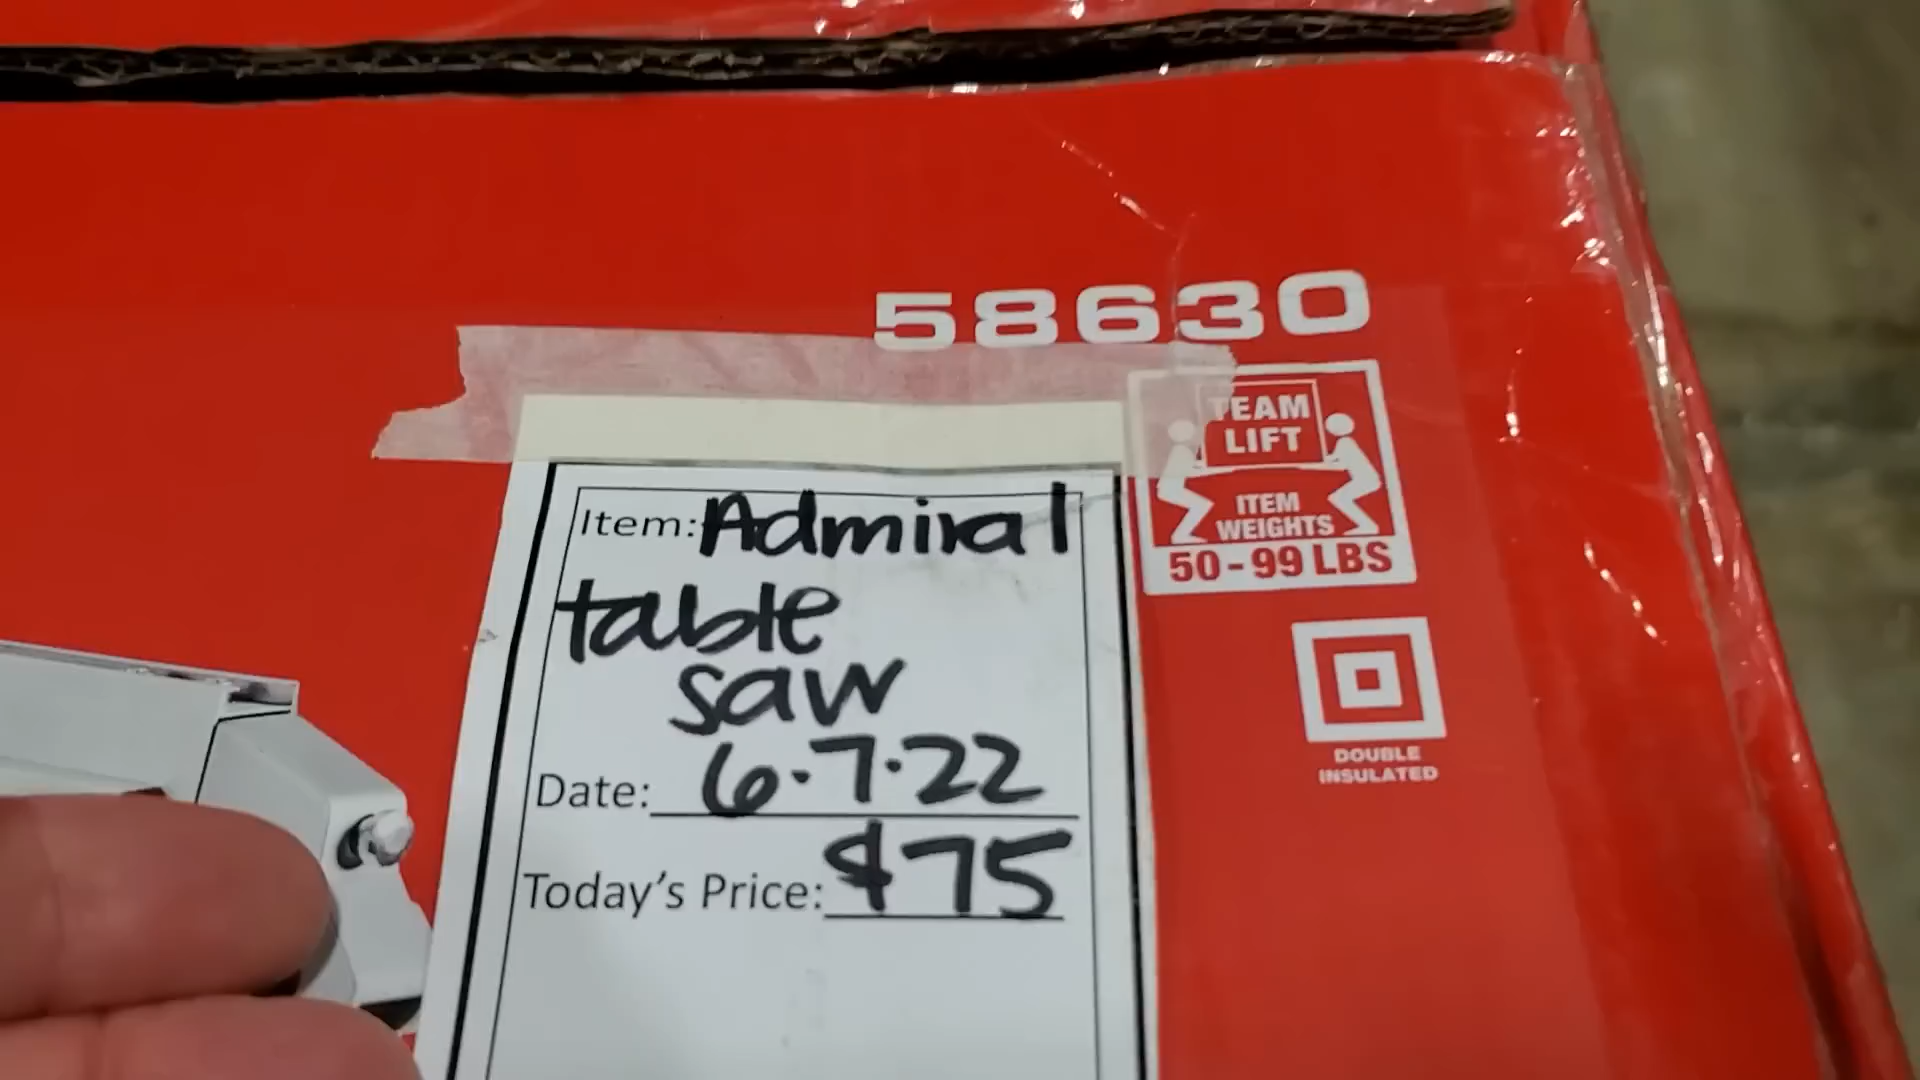 58630
TEAM
LIFT
ITEM
WEIGHTS
50-99 LBS
Item: Admiral
table
saw
Date: 6.7.22
Today's Price: $75
DOUBLE
INSULATED